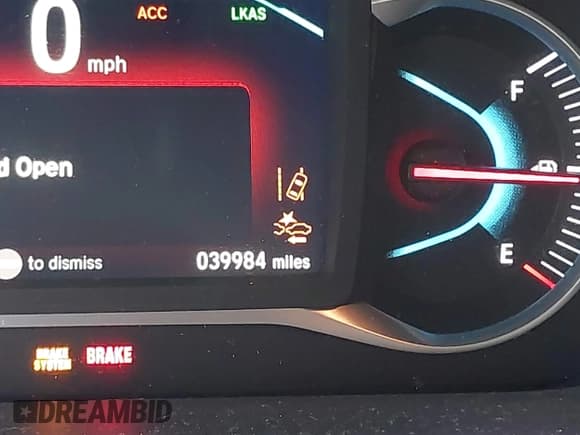 0 mph
ACC
LKAS
d Open
to dismiss
039984 miles
F
E
BRAKE SYSTEM
BRAKE
DREAMBID